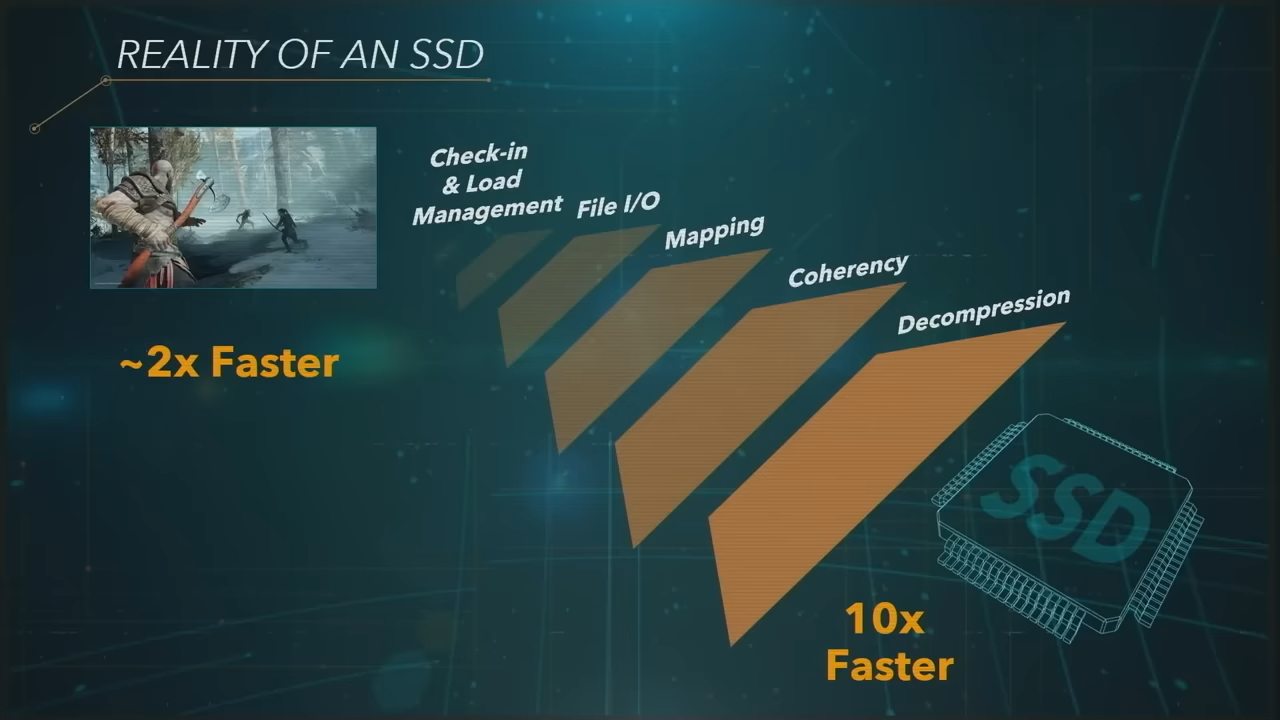 REALITY OF AN SSD
Check-in
& Load
Management
File I/O
Mapping
Coherency
Decompression
~2x Faster
SSD
10x
Faster